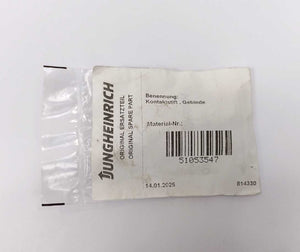 JUNGHEINRICH
ORIGINAL ERSATZTEIL
ORIGINAL SPARE PART
Benennung:
Kontaktstift , Gebinde
Material-Nr.:
51053547
14.01.2025
814330